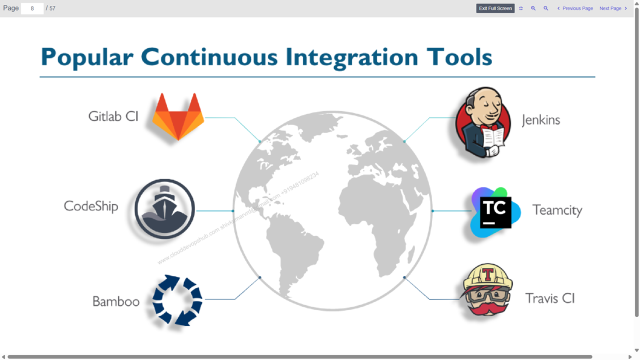 Page 8 / 57
Exit Full Screen
Previous Page
Next Page
Popular Continuous Integration Tools
Gitlab CI
Jenkins
CodeShip
TC
Teamcity
Bamboo
T
Travis CI